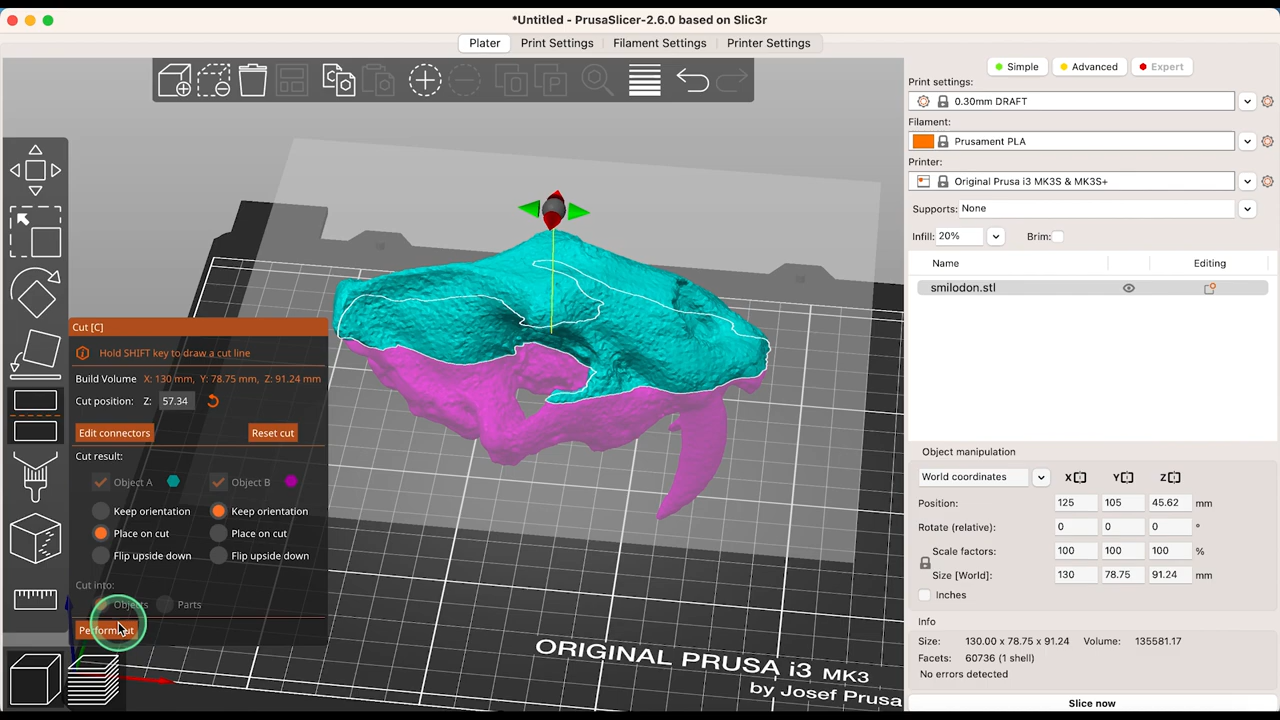 *Untitled - PrusaSlicer-2.6.0 based on Slic3r
Plater Print Settings Filament Settings Printer Settings
Simple Advanced Expert
Print settings:
0.30mm DRAFT
Filament:
Prusament PLA
Printer:
Original Prusa i3 MK3S & MK3S+
Supports: None
Infill: 20% Brim:
Name Editing
smilodon.stl
Cut [C]
Hold SHIFT key to draw a cut line
Build Volume X: 130 mm, Y: 78.75 mm, Z: 91.24 mm
Cut position: Z: 57.34
Edit connectors Reset cut
Cut result:
Object A Object B
Keep orientation Keep orientation
Place on cut Place on cut
Flip upside down Flip upside down
Cut into:
Objects Parts
Perform cut
ORIGINAL PRUSA i3 MK3
by Josef Prusa
Object manipulation
World coordinates X Y Z
Position: 125 105 45.62 mm
Rotate (relative): 0 0 0 °
Scale factors: 100 100 100 %
Size [World]: 130 78.75 91.24 mm
Inches
Info
Size: 130.00 x 78.75 x 91.24 Volume: 135581.17
Facets: 60736 (1 shell)
No errors detected
Slice now